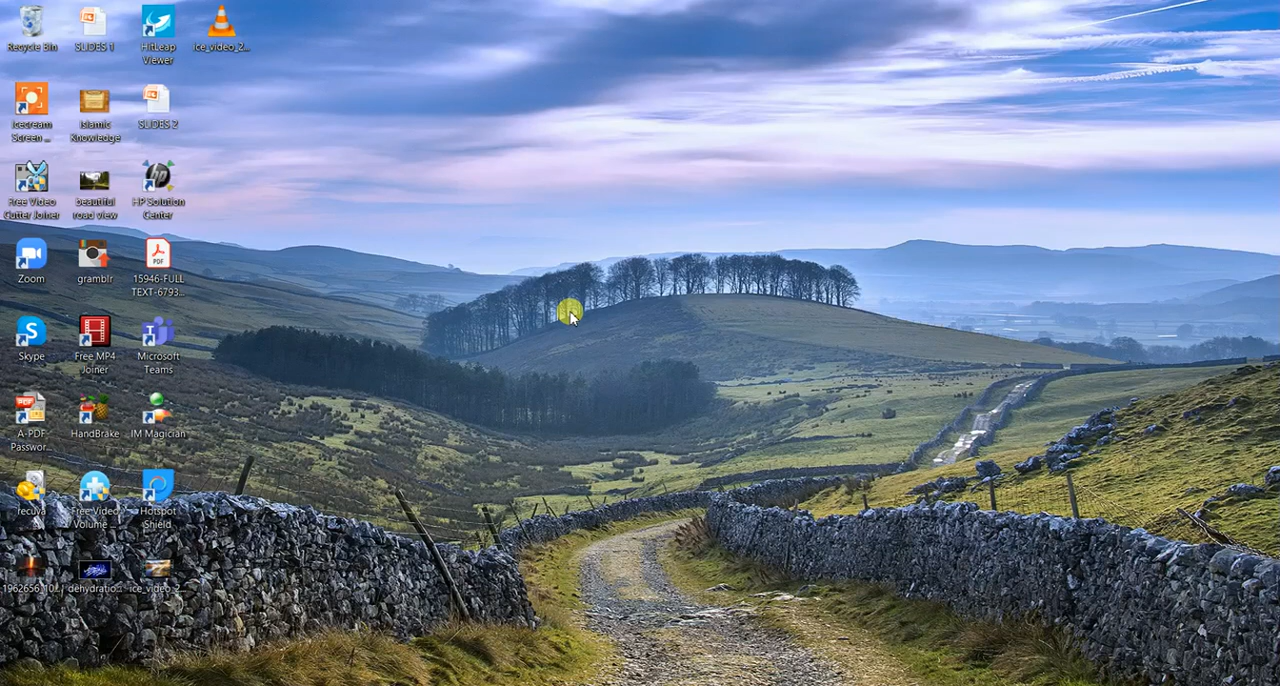 Recycle Bin
SLIDES 1
HitLeap
Viewer
ice_video_2...
Icecream
Screen ...
Islamic
Knowledge
SLIDES 2
Free Video
Cutter Joiner
beautiful
road view
HP Solution
Center
Zoom
gramblr
15946-FULL
TEXT-6793...
Skype
Free MP4
Joiner
Microsoft
Teams
A-PDF
Passwor...
HandBrake
IM Magician
recuva
Free Video
Volume ...
Hotspot
Shield
dehydratio...
ice_video_2...